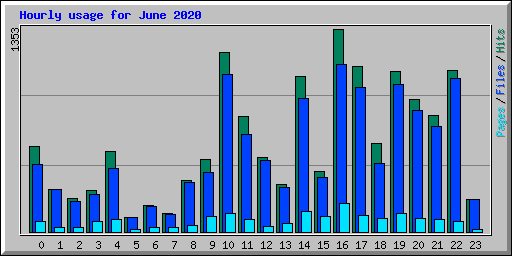 Hourly usage for June 2020
1353
Pages/Files/Hits
0 1 2 3 4 5 6 7 8 9 10 11 12 13 14 15 16 17 18 19 20 21 22 23